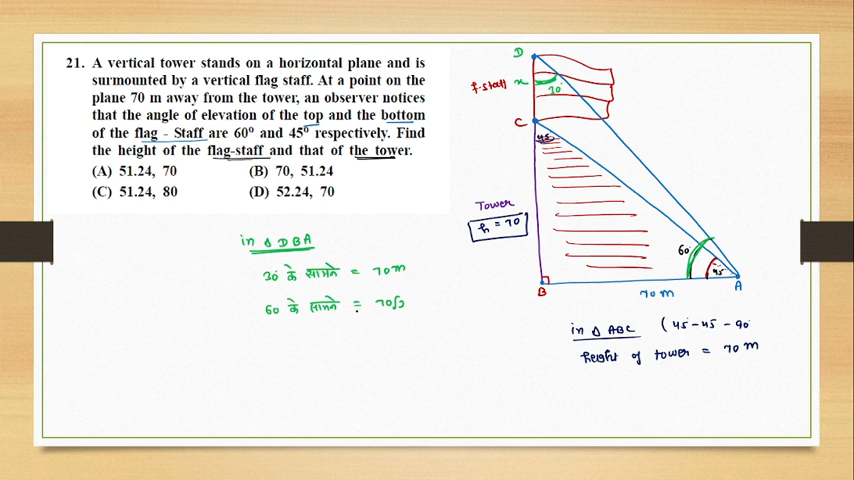 21. A vertical tower stands on a horizontal plane and is
surmounted by a vertical flag staff. At a point on the
plane 70 m away from the tower, an observer notices
that the angle of elevation of the top and the bottom
of the flag - Staff are 60° and 45° respectively. Find
the height of the flag-staff and that of the tower.
(A) 51.24, 70 (B) 70, 51.24
(C) 51.24, 80 (D) 52.24, 70
in Δ DBA
30 के सामने = 70m
60 के सामने = 70√3
D
f.staff x
30
C
45
Tower
h = 70
60
45
B 70 m A
in Δ ABC (45-45-90
height of tower = 70 m